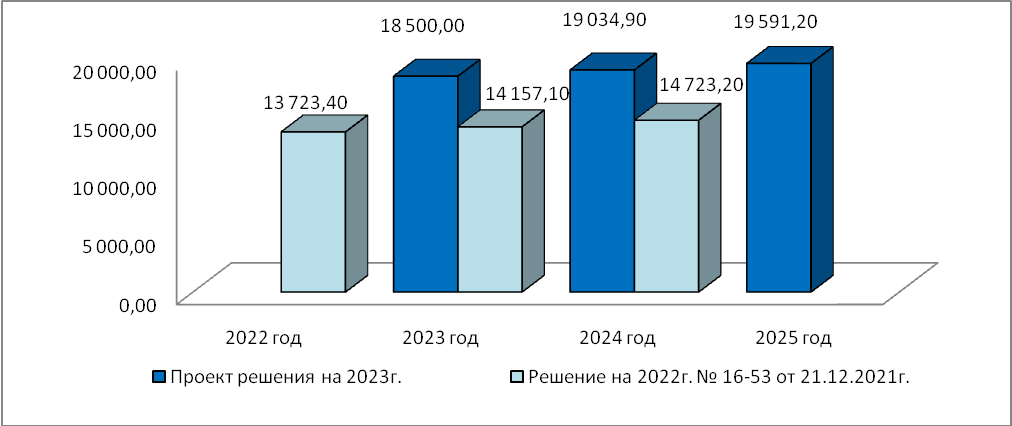 18 500,00
19 034,90
19 591,20
20 000,00
13 723,40
14 157,10
14 723,20
15 000,00
10 000,00
5 000,00
0,00
2022 год
2023 год
2024 год
2025 год
Проект решения на 2023г.
Решение на 2022г. № 16-53 от 21.12.2021г.